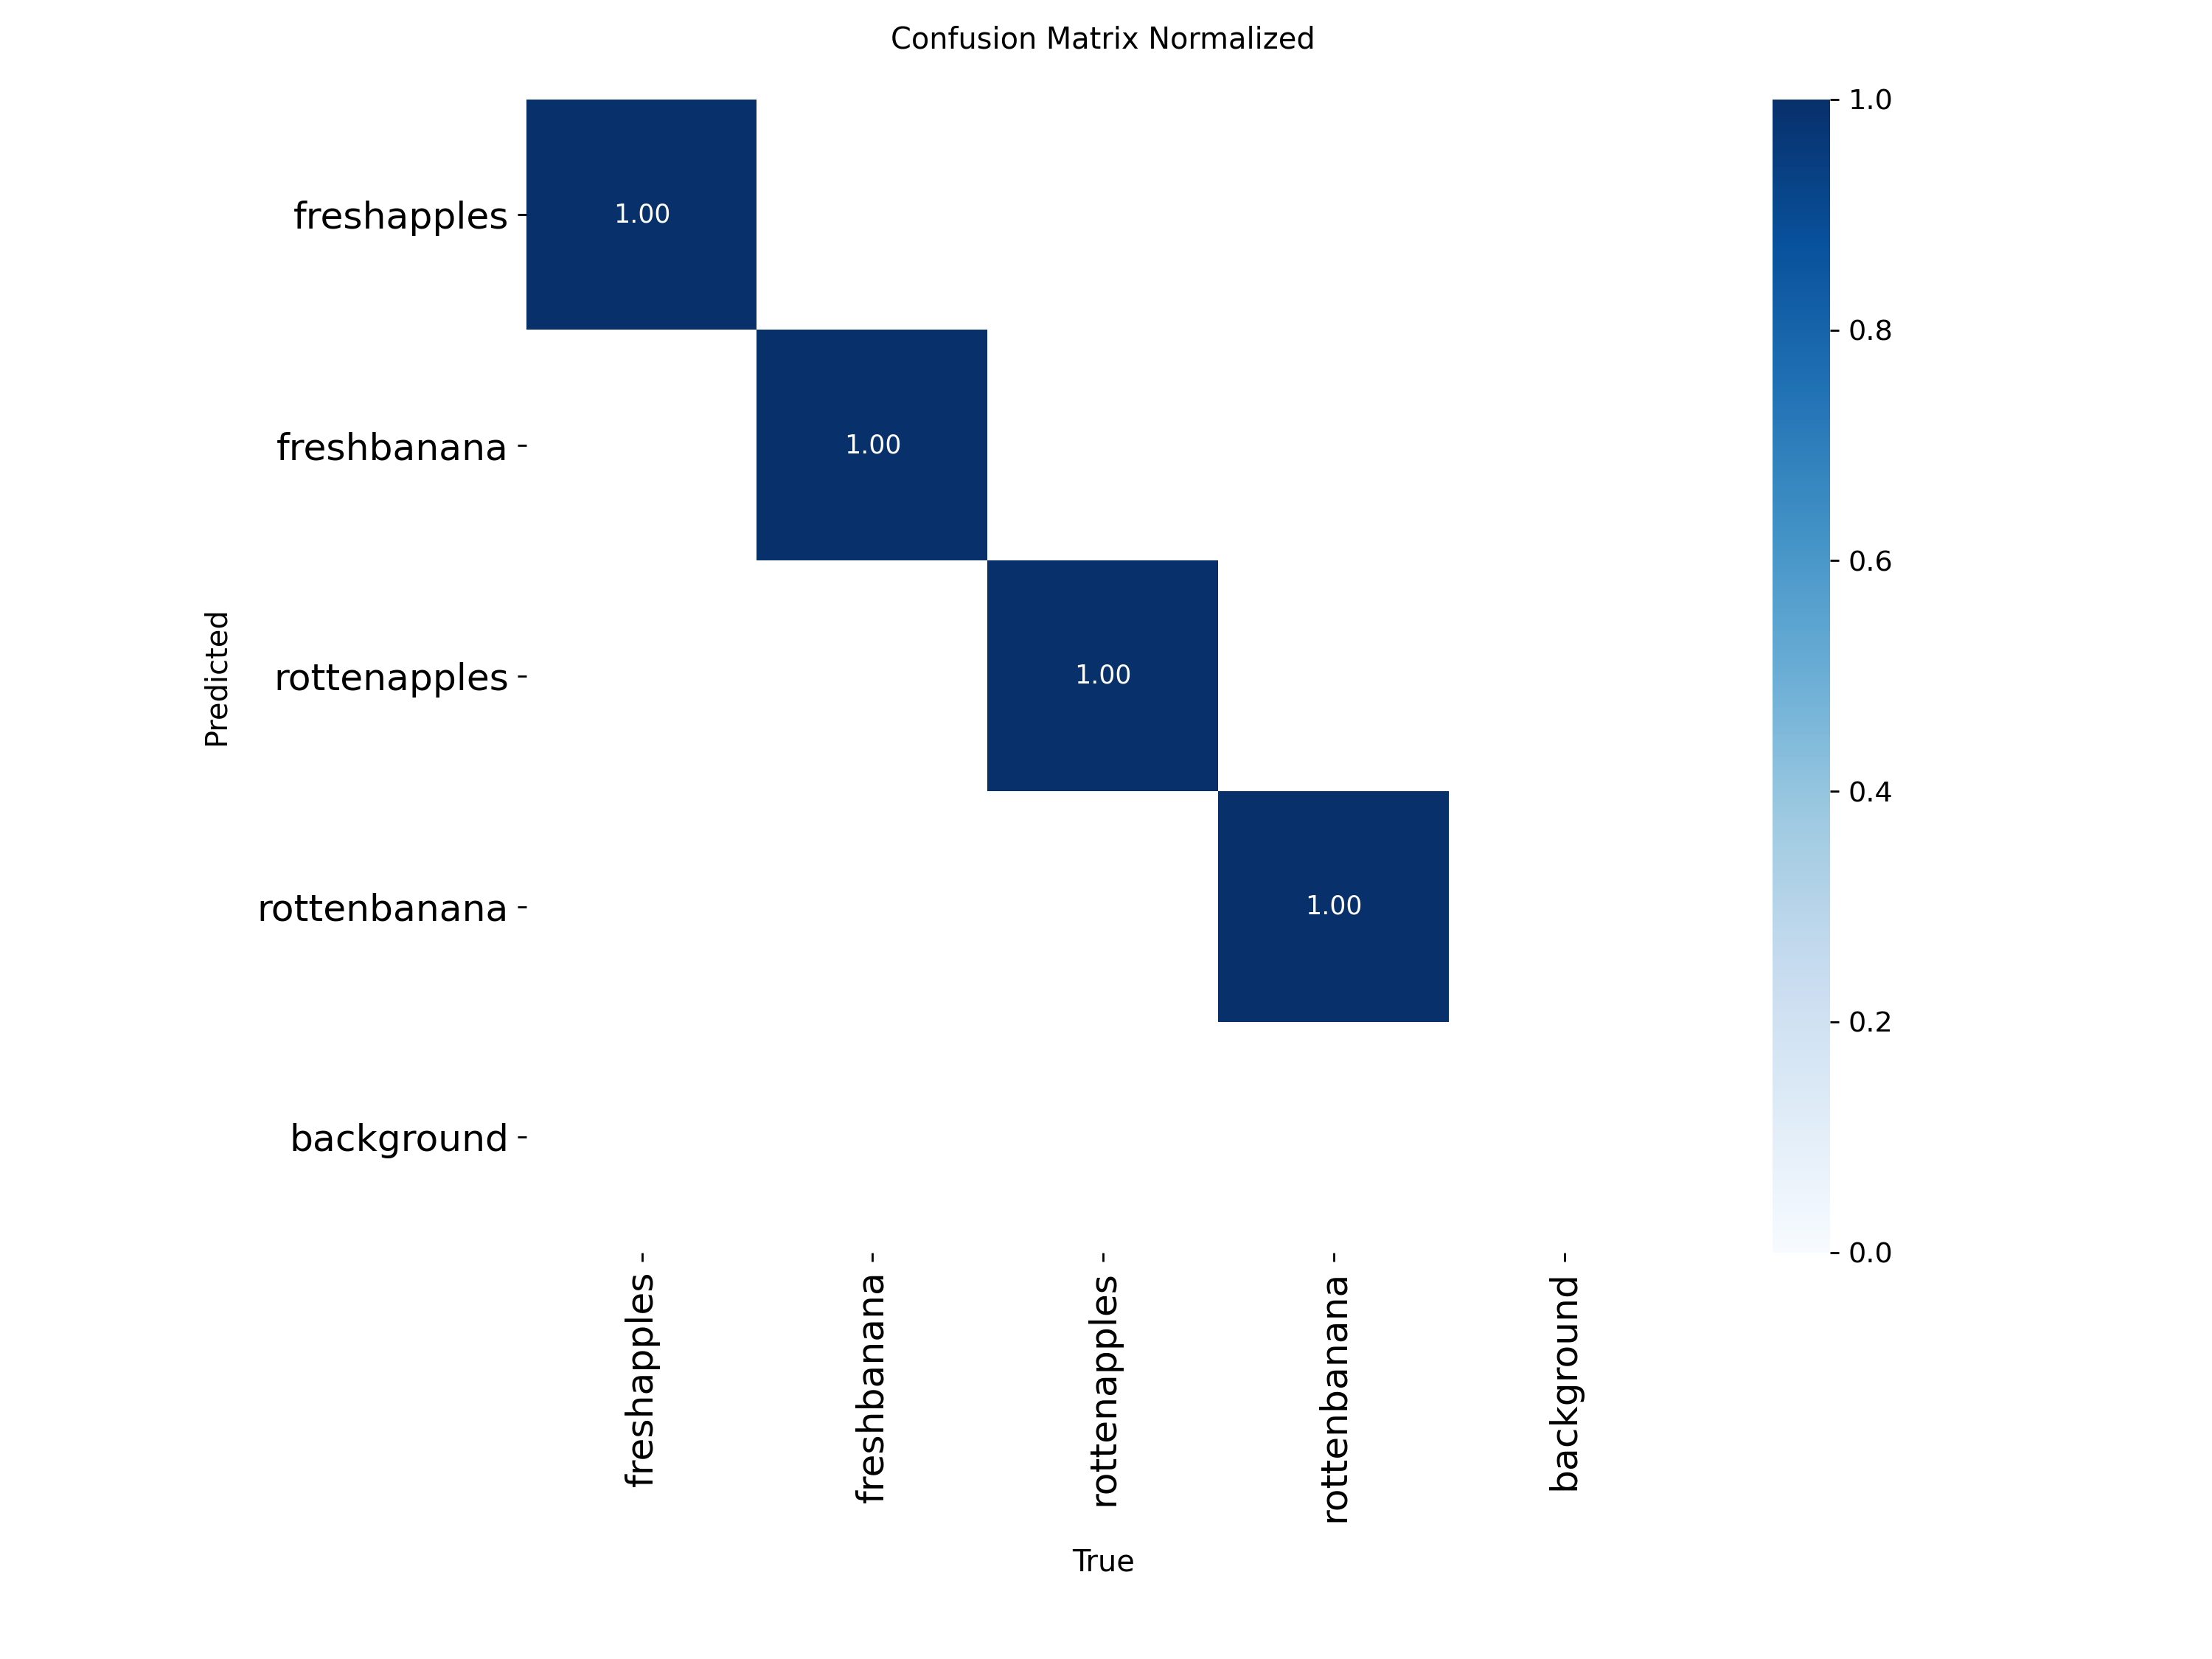 Confusion Matrix Normalized
freshapples
1.00
freshbanana
1.00
rottenapples
1.00
rottenbanana
1.00
background
Predicted
freshapples
freshbanana
rottenapples
rottenbanana
background
True
1.0
0.8
0.6
0.4
0.2
0.0